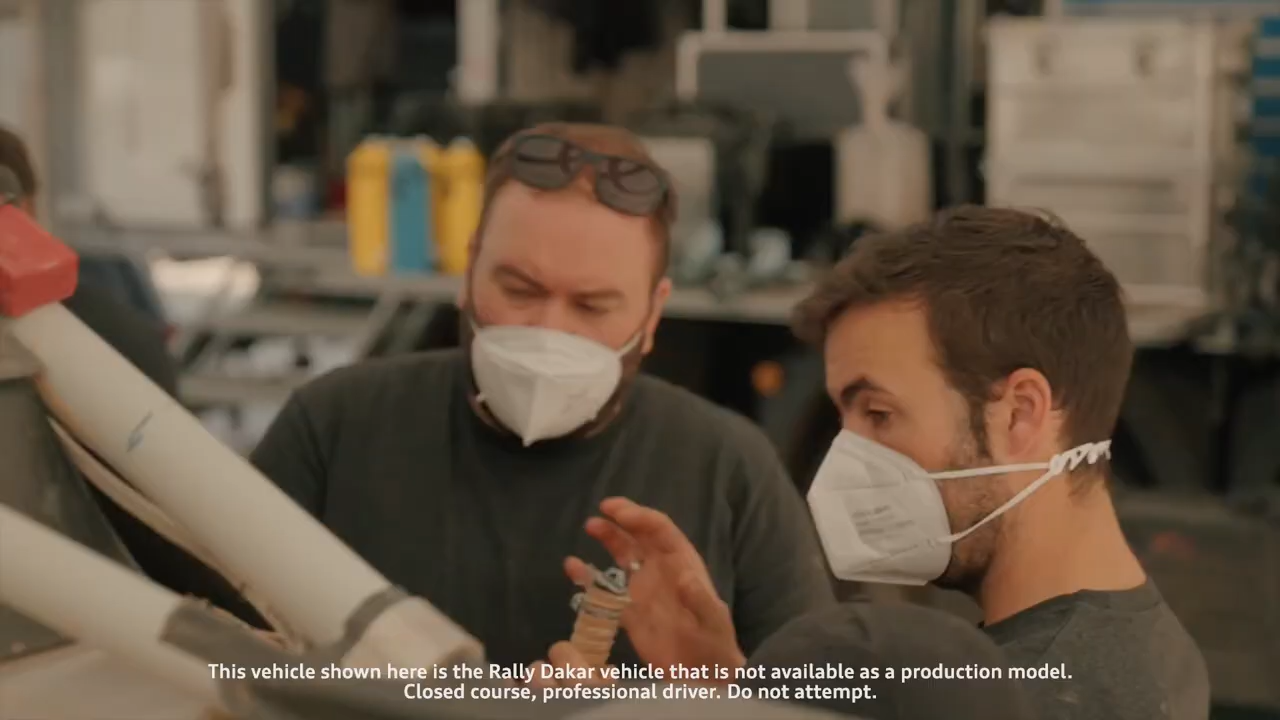 This vehicle shown here is the Rally Dakar vehicle that is not available as a production model.
Closed course, professional driver. Do not attempt.